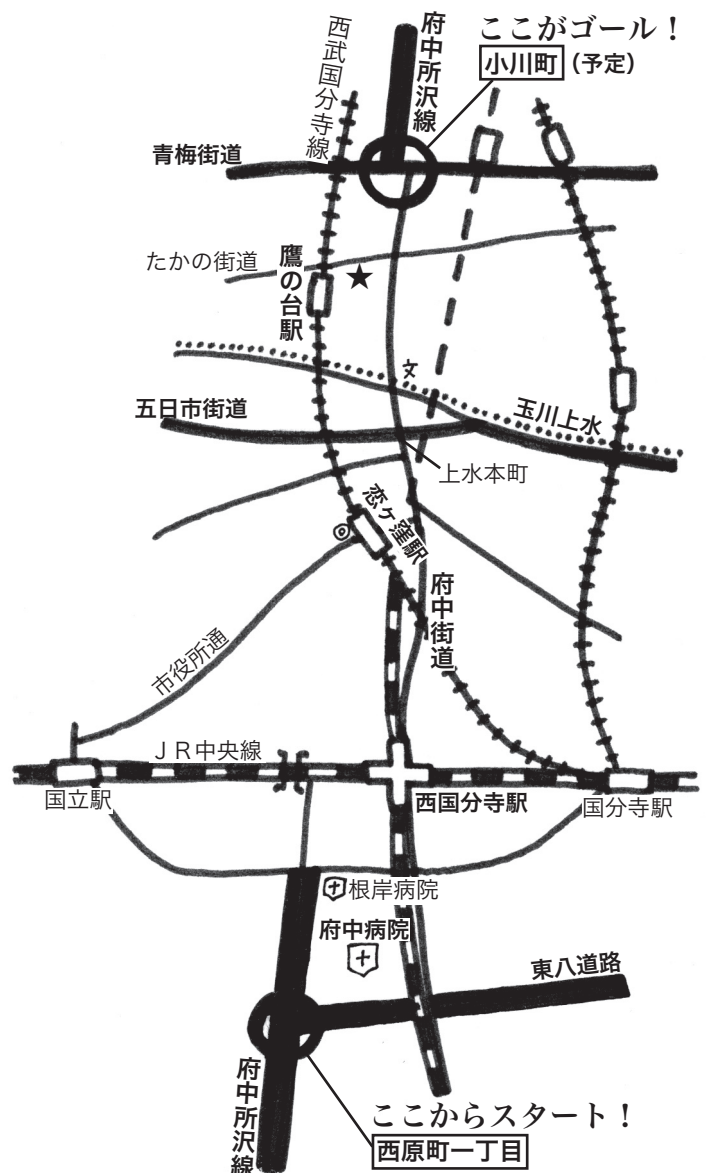 ここがゴール！
小川町（予定）
府中所沢線
西武国分寺線
青梅街道
たかの街道
鷹の台駅
★
文
玉川上水
五日市街道
上水本町
恋ヶ窪駅
府中街道
市役所通
ＪＲ中央線
国立駅
西国分寺駅
国分寺駅
根岸病院
府中病院
東八道路
府中所沢線
ここからスタート！
西原町一丁目